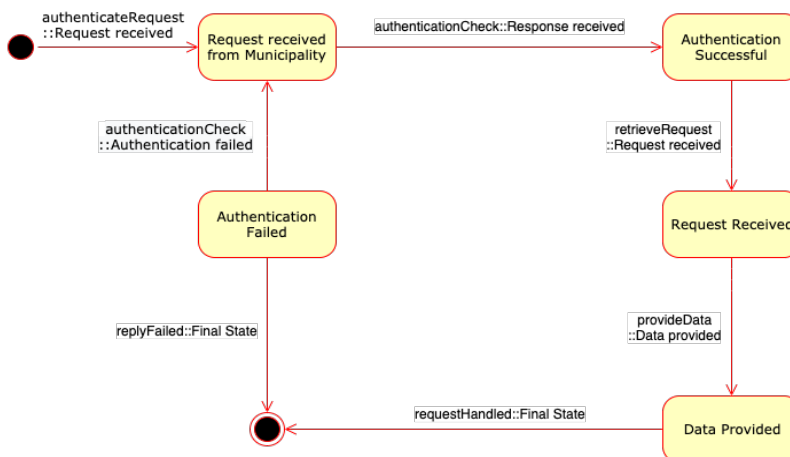 authenticateRequest
::Request received
Request received
from Municipality
authenticationCheck::Response received
Authentication
Successful
authenticationCheck
::Authentication failed
retrieveRequest
::Request received
Authentication
Failed
Request Received
replyFailed::Final State
provideData
::Data provided
requestHandled::Final State
Data Provided